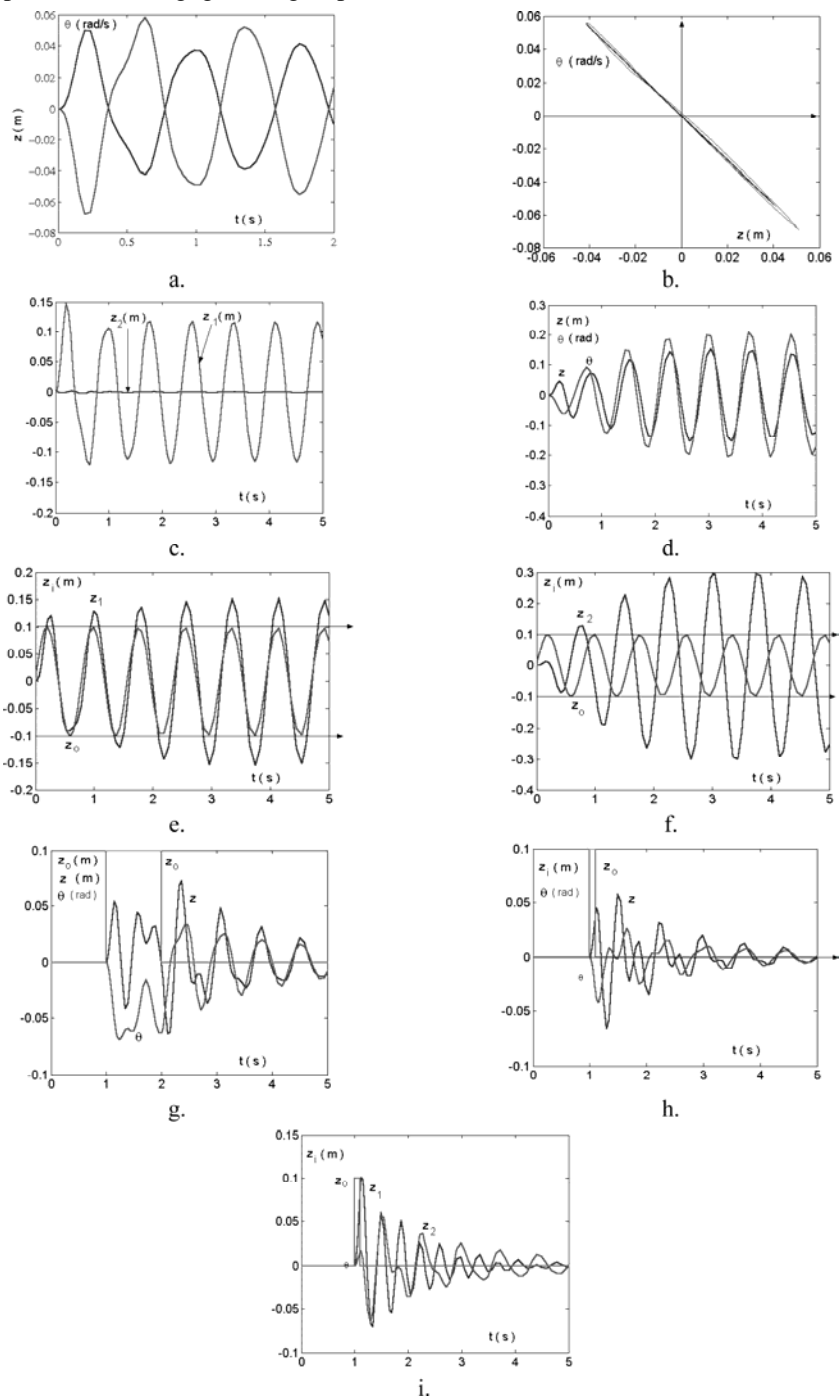 θ (rad/s)
z (m)
0.06
0.04
0.02
0
−0.02
−0.04
−0.06
−0.08
0
0.5
1
1.5
2
t (s)
a.
0.06
0.04
0.02
0
-0.02
-0.04
-0.06
-0.08
θ (rad/s)
z (m)
-0.06
-0.04
-0.02
0
0.02
0.04
0.06
b.
0.15
0.1
0.05
0
-0.05
-0.1
-0.15
-0.2
z2(m)
z1(m)
t (s)
0
1
2
3
4
5
c.
0.3
0.2
0.1
0
-0.1
-0.2
-0.3
-0.4
z (m)
θ (rad)
z
θ
t (s)
0
1
2
3
4
5
d.
0.2
0.15
0.1
0.05
0
-0.05
-0.1
-0.15
-0.2
zi (m)
z1
zo
t (s)
0
1
2
3
4
5
e.
0.3
0.2
0.1
0
-0.1
-0.2
-0.3
-0.4
zi (m)
z2
zo
t (s)
0
1
2
3
4
5
f.
0.1
0.05
0
-0.05
-0.1
zo (m)
z (m)
θ (rad)
zo
z
θ
t (s)
0
1
2
3
4
5
g.
0.1
0.05
0
-0.05
-0.1
zi (m)
θ (rad)
zo
z
θ
t (s)
0
1
2
3
4
5
h.
0.15
0.1
0.05
0
-0.05
-0.1
zi (m)
zo
z1
z2
θ
t (s)
0
1
2
3
4
5
i.